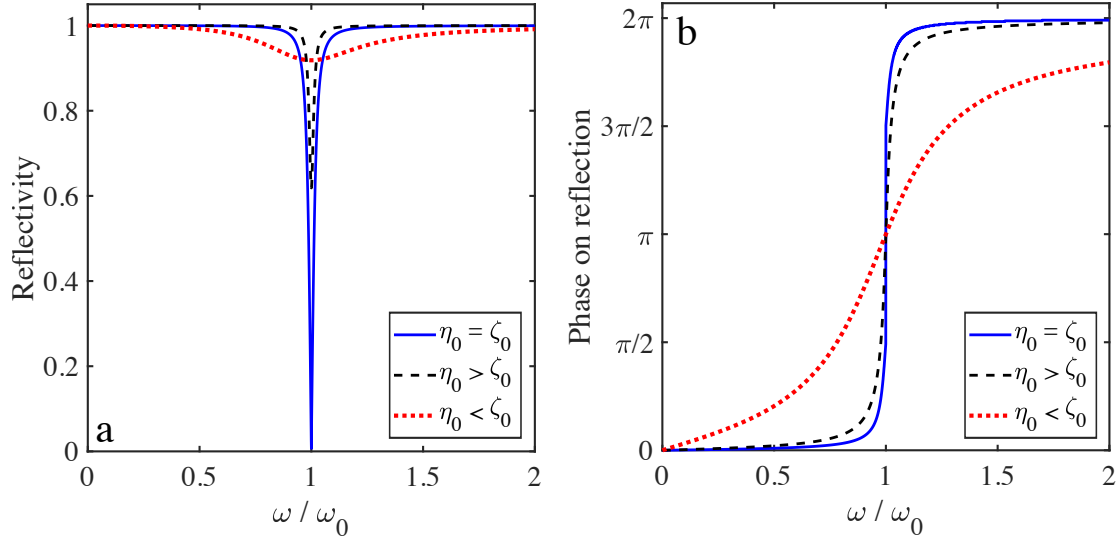 Reflectivity
1
0.8
0.6
0.4
0.2
0
0
0.5
1
1.5
2
ω / ω₀
a
η₀ = ζ₀
η₀ > ζ₀
η₀ < ζ₀
Phase on reflection
2π
3π/2
π
π/2
0
0
0.5
1
1.5
2
ω / ω₀
b
η₀ = ζ₀
η₀ > ζ₀
η₀ < ζ₀